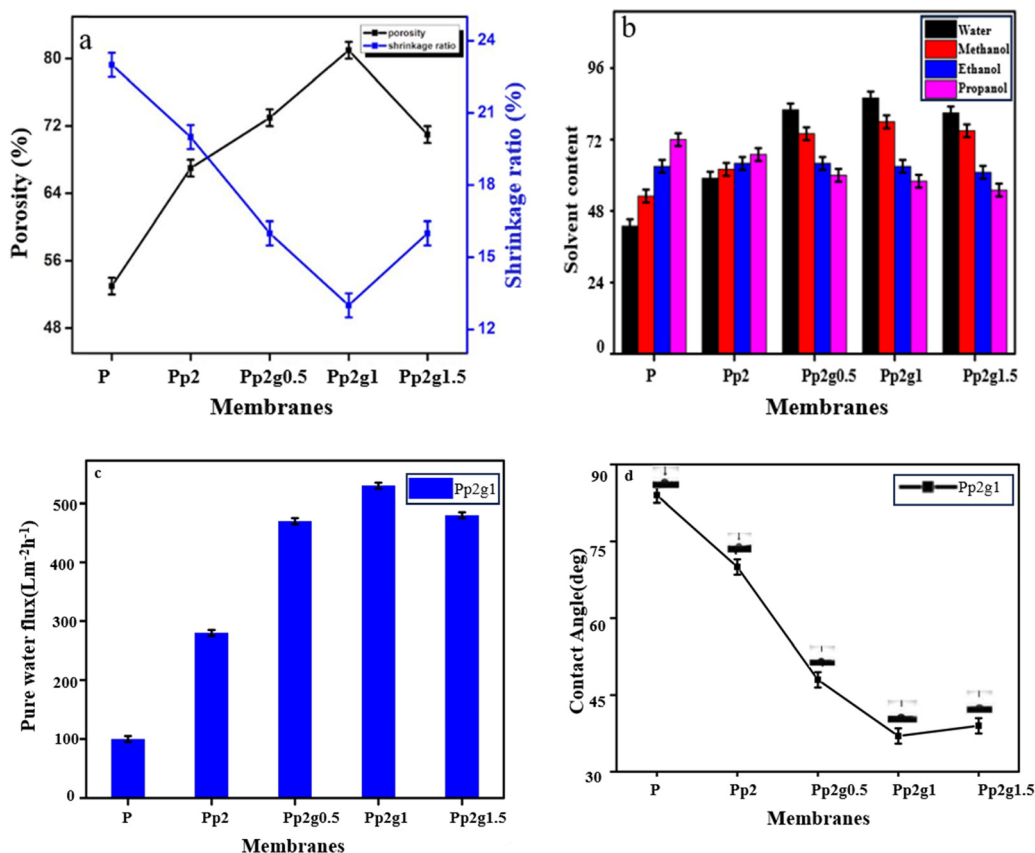 a
porosity
shrinkage ratio
Porosity (%)
80
72
64
56
48
24
21
18
15
12
Shrinkage ratio (%)
P Pp2 Pp2g0.5 Pp2g1 Pp2g1.5
Membranes
b
Water
Methanol
Ethanol
Propanol
Solvent content
96
72
48
24
0
P Pp2 Pp2g0.5 Pp2g1 Pp2g1.5
Membranes
c
Pp2g1
Pure water flux(Lm⁻²h⁻¹)
500
400
300
200
100
0
P Pp2 Pp2g0.5 Pp2g1 Pp2g1.5
Membranes
d
Pp2g1
Contact Angle(deg)
90
75
60
45
30
P Pp2 Pp2g0.5 Pp2g1 Pp2g1.5
Membranes